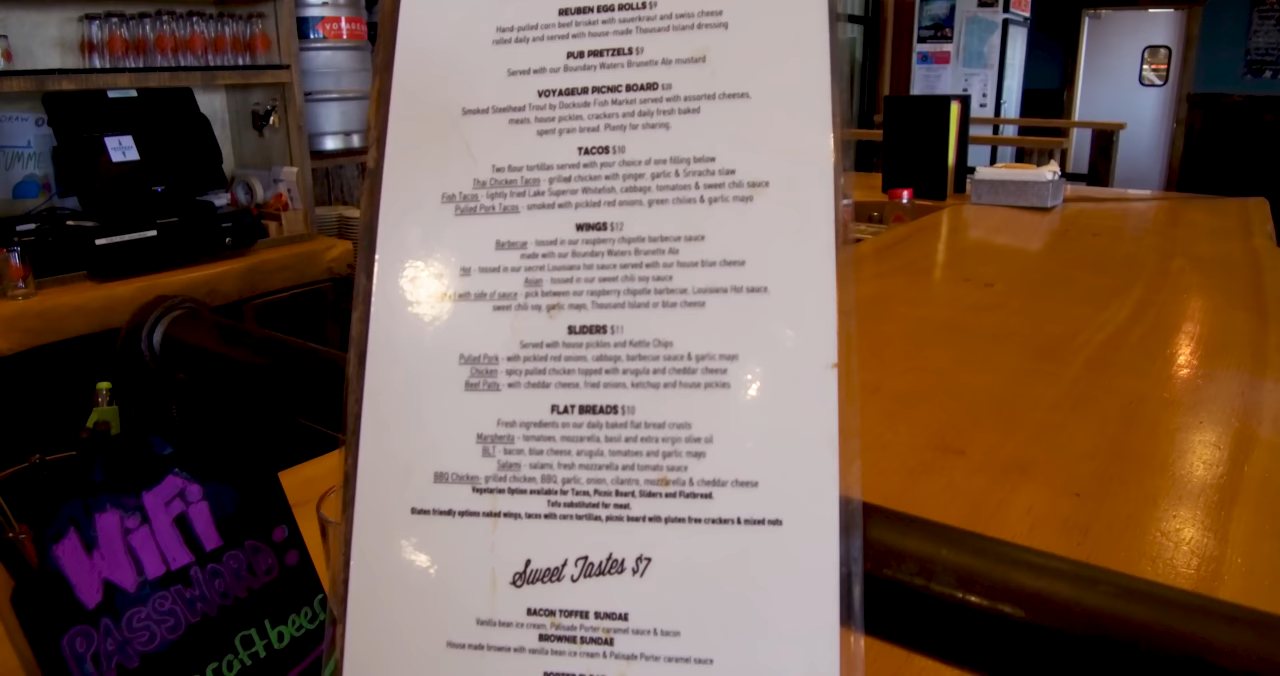 VOYAGEUR
DRAW
REUBEN EGG ROLLS $9
Hand-pulled corn beef brisket with sauerkraut and swiss cheese
rolled daily and served with house-made Thousand Island dressing
PUB PRETZELS $9
Served with our Boundary Waters Brunette Ale mustard
VOYAGEUR PICNIC BOARD
Smoked Steelhead Trout by Dockside Fish Market served with assorted cheeses,
meats, house pickles, crackers and daily fresh baked
spent grain bread. Plenty for sharing.
TACOS $10
Two flour tortillas served with your choice of one filling below
Thai Chicken Tacos - grilled chicken with ginger, garlic & Sriracha slaw
Fish Tacos - lightly fried Lake Superior Whitefish, cabbage, tomatoes & sweet chili sauce
Pulled Pork Tacos - smoked with pickled red onions, green chilies & garlic mayo
WINGS $12
Barbecue - tossed in our raspberry chipotle barbecue sauce
made with our Boundary Waters Brunette Ale
Hot - tossed in our secret Louisiana hot sauce served with our house blue cheese
Asian - tossed in our sweet chili soy sauce
with side of sauce - pick between our raspberry chipotle barbecue, Louisiana Hot sauce,
sweet chili soy, garlic mayo, Thousand Island or blue cheese
SLIDERS $11
Served with house pickles and Kettle Chips
Pulled Pork - with pickled red onions, cabbage, barbecue sauce & garlic mayo
Chicken - spicy pulled chicken topped with arugula and cheddar cheese
Beef Patty - with cheddar cheese, fried onions, ketchup and house pickles
FLAT BREADS $10
Fresh ingredients on our daily baked flat bread crusts
Margherita - tomatoes, mozzarella, basil and extra virgin olive oil
BLT - bacon, blue cheese, arugula, tomatoes and garlic mayo
Salami - salami, fresh mozzarella and tomato sauce
BBQ Chicken- grilled chicken, BBQ, garlic, onion, cilantro, mozzarella & cheddar cheese
Vegetarian Option available for Tacos, Picnic Board, Sliders and Flatbread.
Tofu substituted for meat.
Gluten friendly options naked wings, tacos with corn tortillas, picnic board with gluten free crackers & mixed nuts
Sweet Tastes $7
BACON TOFFEE SUNDAE
Vanilla bean ice cream, Palisade Porter caramel sauce & bacon
BROWNIE SUNDAE
House made brownie with vanilla bean ice cream & Palisade Porter caramel sauce
WiFi
PASSWORD:
craftbeer